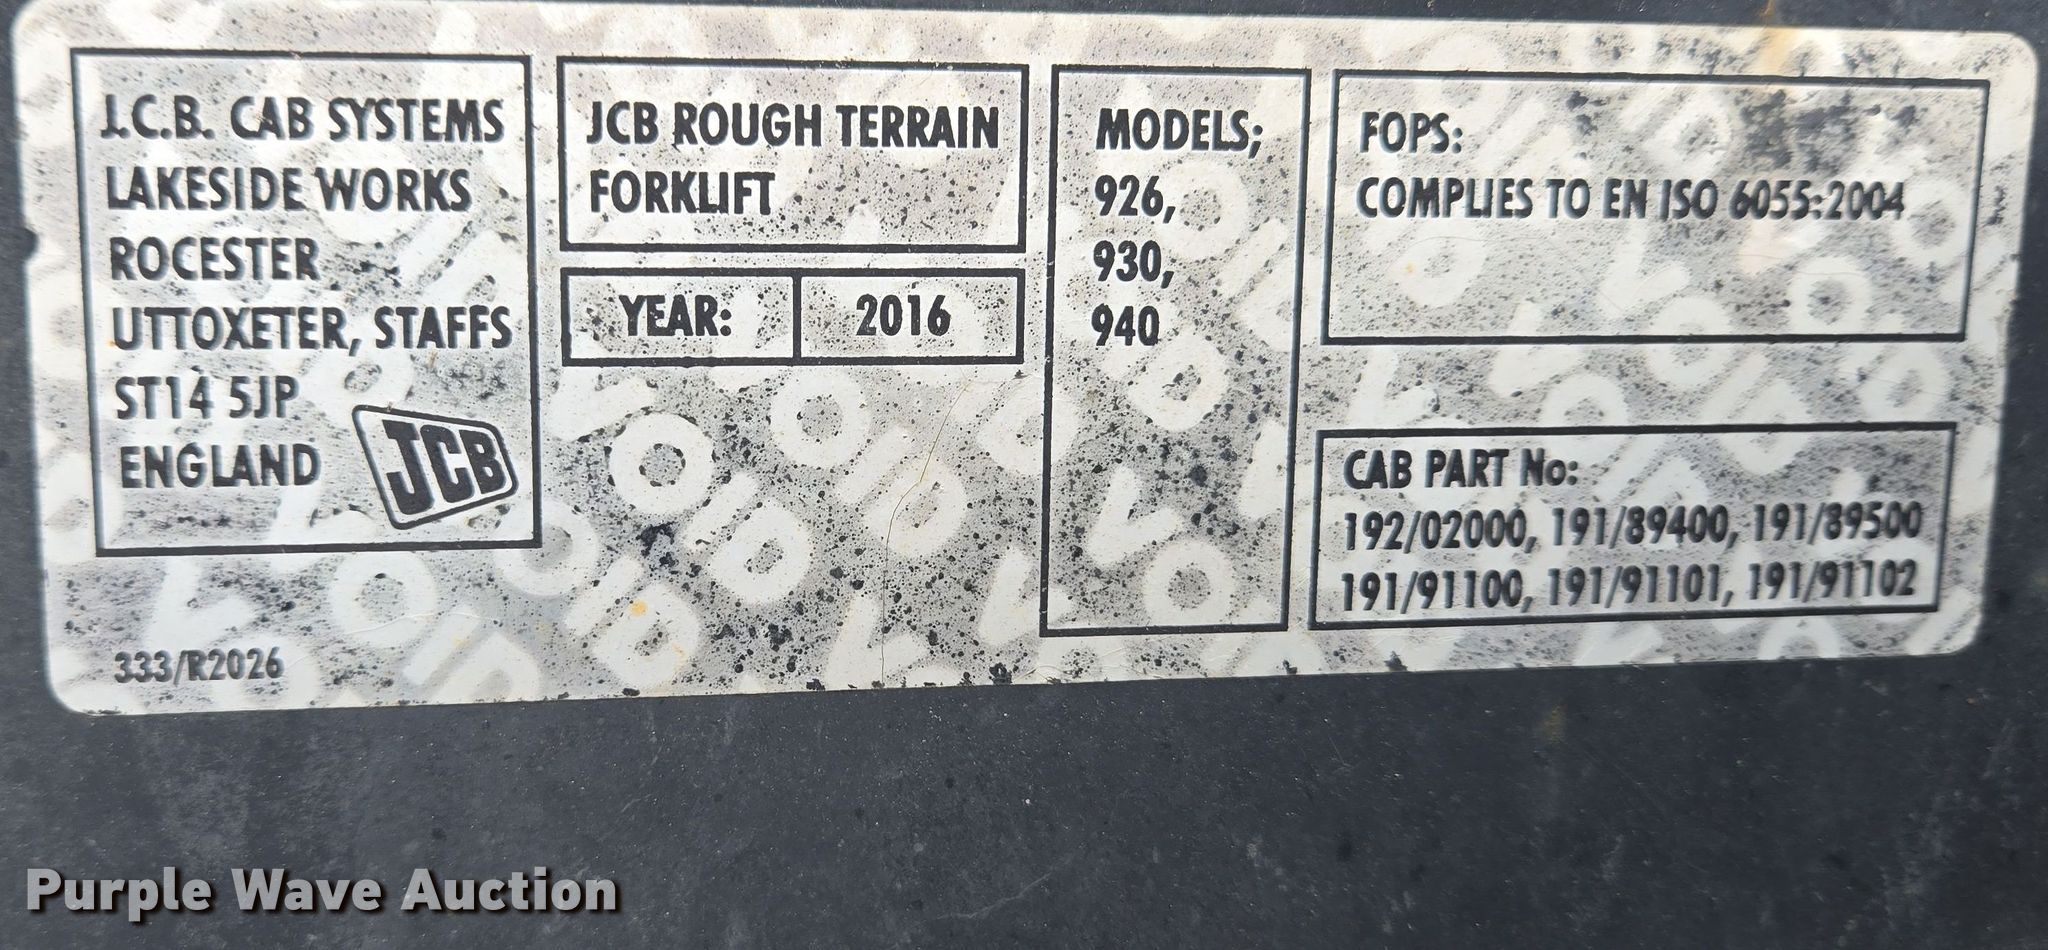 J.C.B. CAB SYSTEMS
LAKESIDE WORKS
ROCESTER
UTTOXETER, STAFFS
ST14 5JP
ENGLAND
JCB
333/R2026
JCB ROUGH TERRAIN
FORKLIFT
YEAR: 2016
MODELS;
926,
930,
940
FOPS:
COMPLIES TO EN ISO 6055:2004
CAB PART No:
192/02000, 191/89400, 191/89500
191/91100, 191/91101, 191/91102
Purple Wave Auction